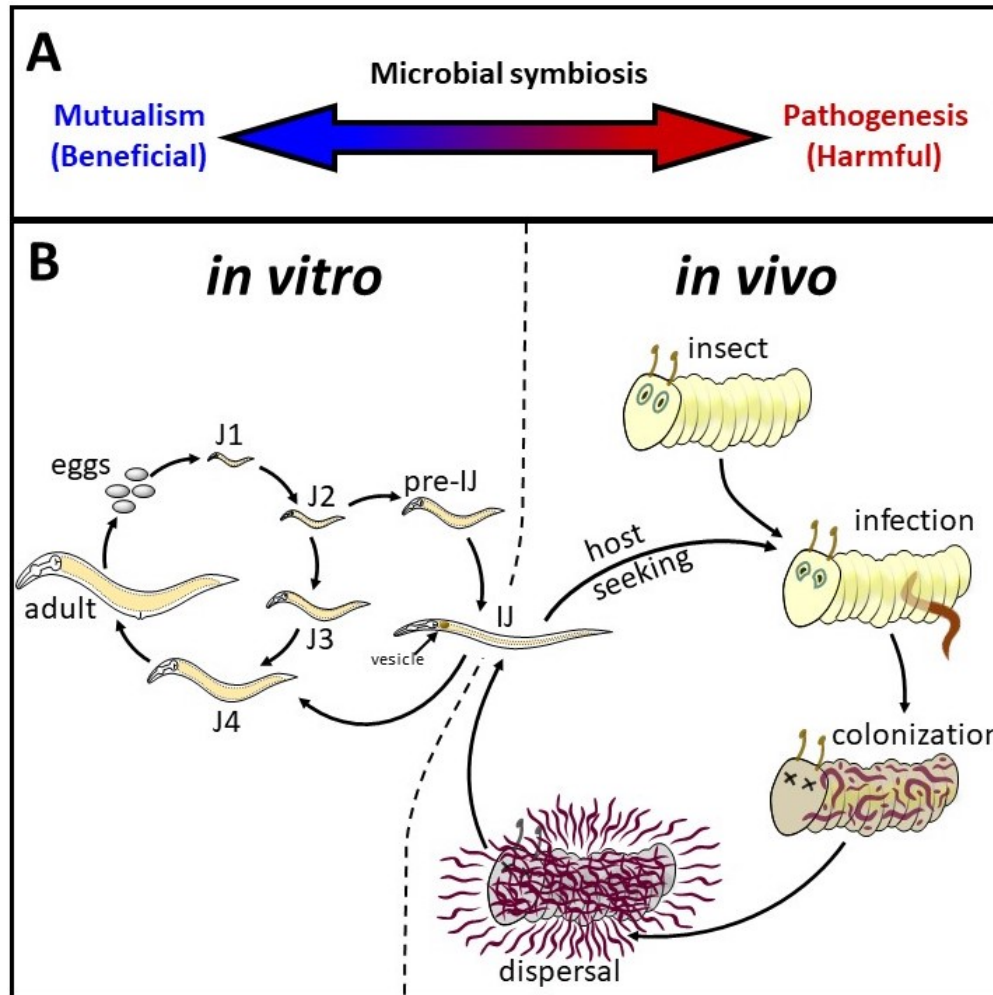 A
Microbial symbiosis
Mutualism
(Beneficial)
Pathogenesis
(Harmful)
B
in vitro
in vivo
insect
J1
eggs
J2
pre-IJ
infection
host
seeking
adult
J3
IJ
vesicle
J4
colonization
dispersal